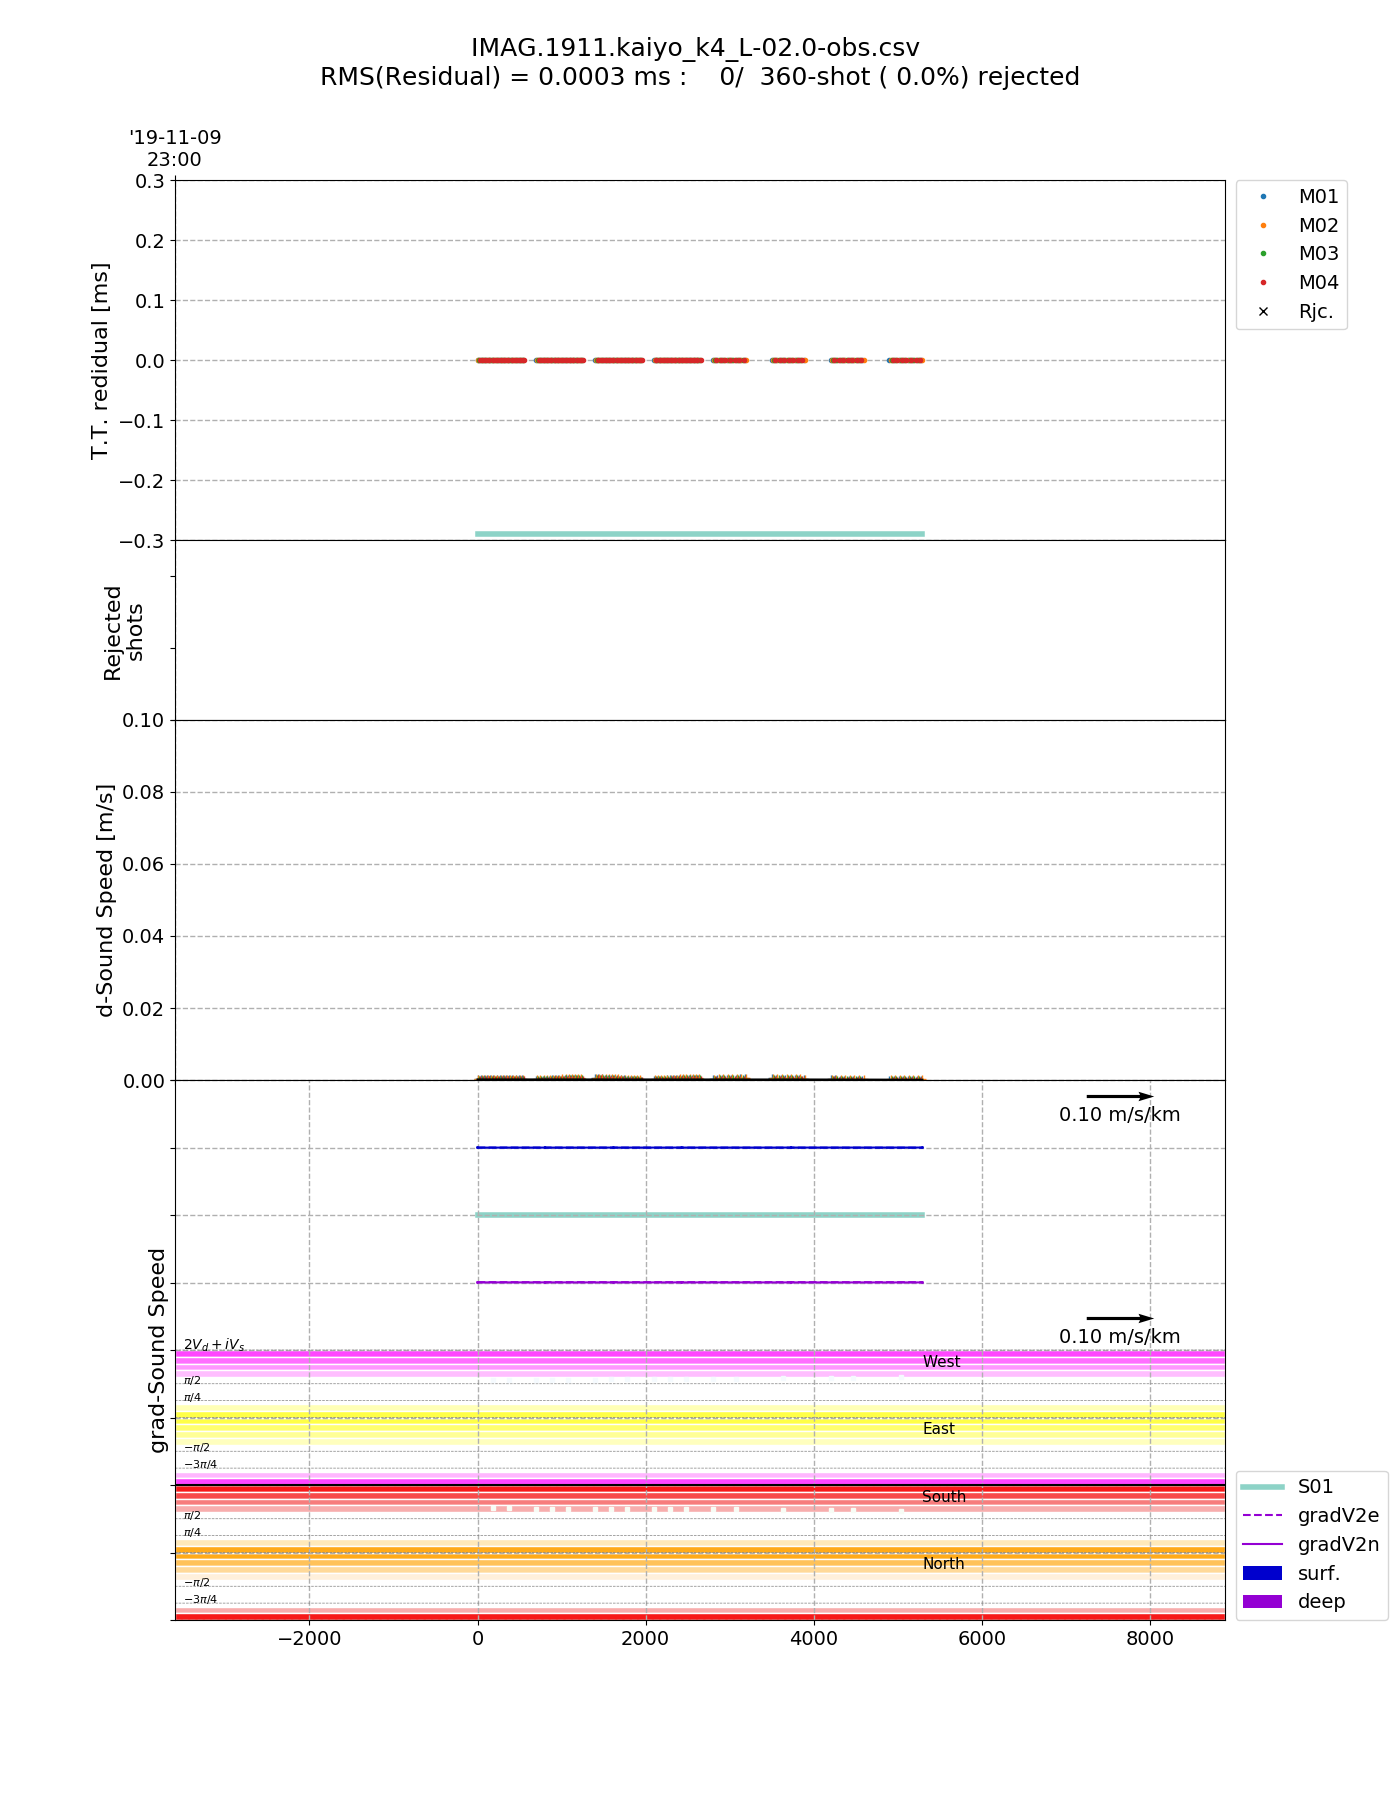 IMAG.1911.kaiyo_k4_L-02.0-obs.csv
RMS(Residual) = 0.0003 ms :    0/  360-shot ( 0.0%) rejected
'19-11-09
23:00
0.3
0.2
0.1
0.0
−0.1
−0.2
−0.3
T.T. redidual [ms]
M01
M02
M03
M04
Rjc.
Rejected
shots
0.10
0.08
0.06
0.04
0.02
0.00
d-Sound Speed [m/s]
0.10 m/s/km
0.10 m/s/km
grad-Sound Speed
2V_d + iV_s
West
π/2
π/4
East
−π/2
−3π/4
South
π/2
π/4
North
−π/2
−3π/4
S01
gradV2e
gradV2n
surf.
deep
−2000
0
2000
4000
6000
8000